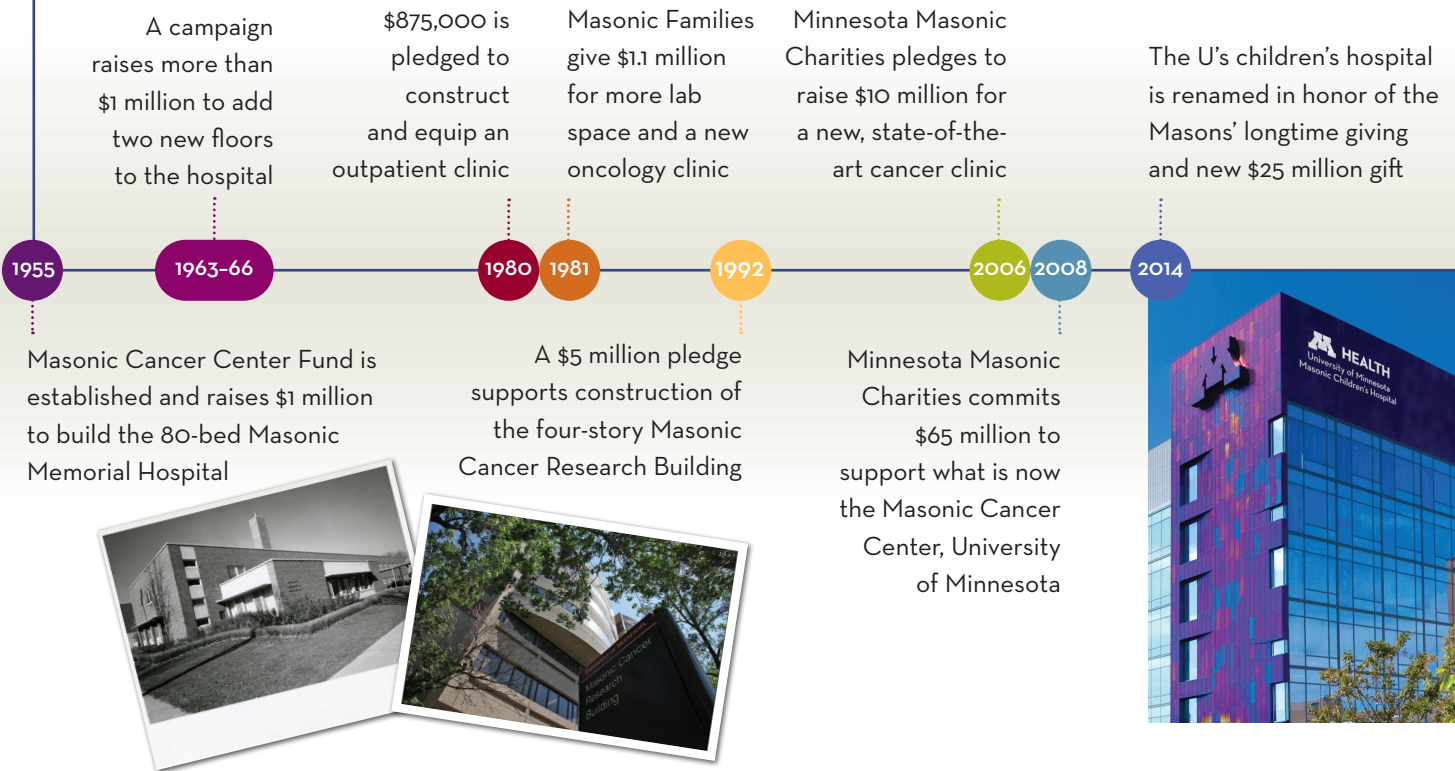 A campaign
raises more than
$1 million to add
two new floors
to the hospital
$875,000 is
pledged to
construct
and equip an
outpatient clinic
Masonic Families
give $1.1 million
for more lab
space and a new
oncology clinic
Minnesota Masonic
Charities pledges to
raise $10 million for
a new, state-of-the-
art cancer clinic
The U’s children’s hospital
is renamed in honor of the
Masons’ longtime giving
and new $25 million gift
1955
1963–66
1980
1981
1992
2006
2008
2014
Masonic Cancer Center Fund is
established and raises $1 million
to build the 80-bed Masonic
Memorial Hospital
A $5 million pledge
supports construction of
the four-story Masonic
Cancer Research Building
Minnesota Masonic
Charities commits
$65 million to
support what is now
the Masonic Cancer
Center, University
of Minnesota
M HEALTH
University of Minnesota
Masonic Children's Hospital
M
UNIVERSITY OF MINNESOTA
Masonic Cancer
Research
Building